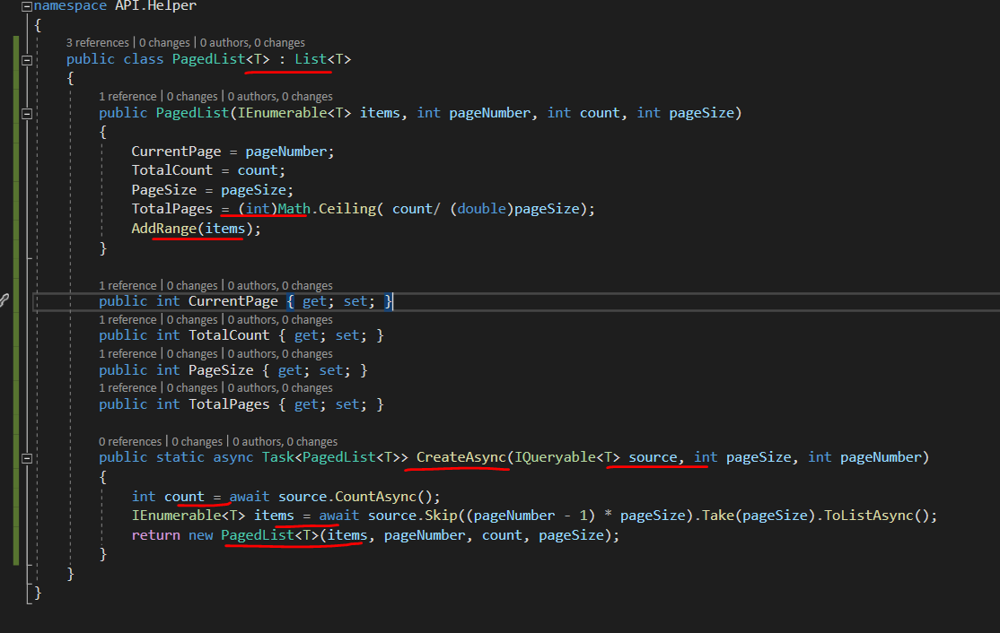 namespace API.Helper
{
3 references | 0 changes | 0 authors, 0 changes
public class PagedList<T> : List<T>
{
1 reference | 0 changes | 0 authors, 0 changes
public PagedList(IEnumerable<T> items, int pageNumber, int count, int pageSize)
{
CurrentPage = pageNumber;
TotalCount = count;
PageSize = pageSize;
TotalPages = (int)Math.Ceiling( count/ (double)pageSize);
AddRange(items);
}
1 reference | 0 changes | 0 authors, 0 changes
public int CurrentPage { get; set; }
1 reference | 0 changes | 0 authors, 0 changes
public int TotalCount { get; set; }
1 reference | 0 changes | 0 authors, 0 changes
public int PageSize { get; set; }
1 reference | 0 changes | 0 authors, 0 changes
public int TotalPages { get; set; }
0 references | 0 changes | 0 authors, 0 changes
public static async Task<PagedList<T>> CreateAsync(IQueryable<T> source, int pageSize, int pageNumber)
{
int count = await source.CountAsync();
IEnumerable<T> items = await source.Skip((pageNumber - 1) * pageSize).Take(pageSize).ToListAsync();
return new PagedList<T>(items, pageNumber, count, pageSize);
}
}
}